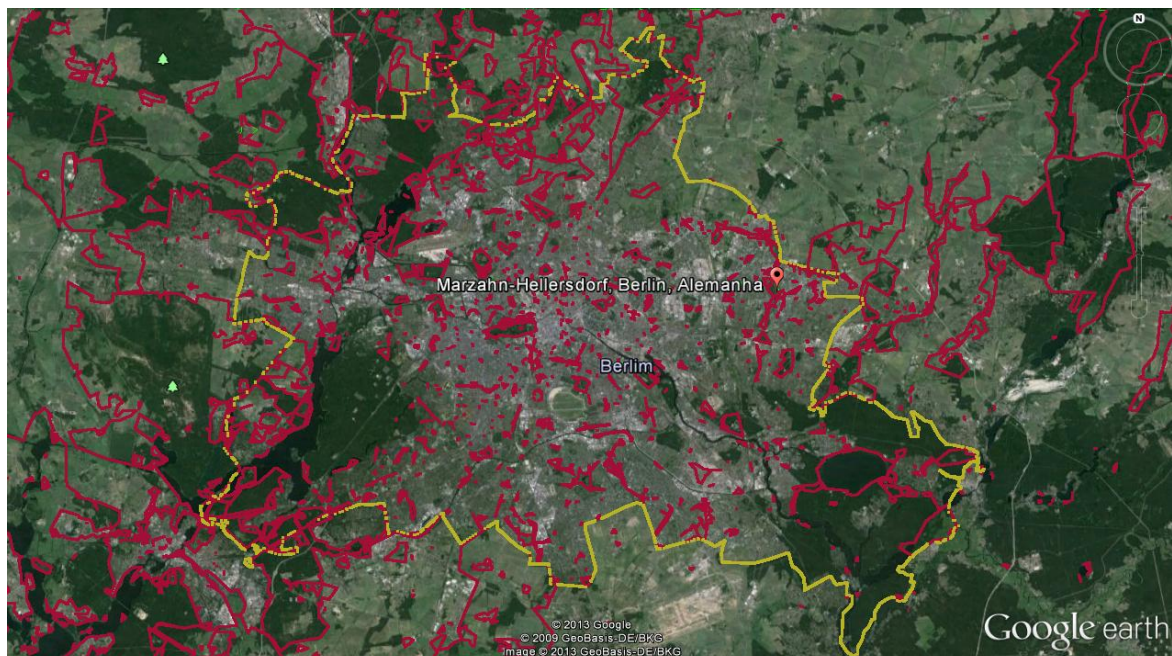 N
Marzahn-Hellersdorf, Berlin, Alemanha
Berlim
© 2013 Google
© 2009 GeoBasis-DE/BKG
Image © 2013 GeoBasis-DE/BKG
Google earth